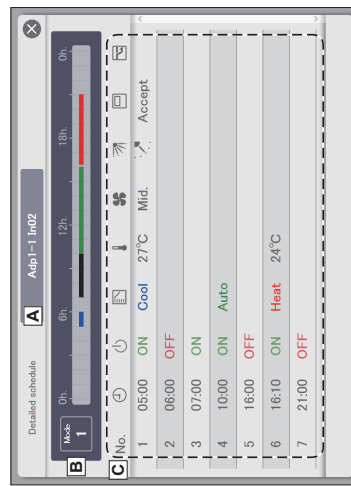 Detailed schedule
A Adp1-1 In02
B Mode 1 0h. 6h. 12h. 18h. 0h.
C No.
1 05:00 ON Cool 27°C Mid. Accept
2 06:00 OFF
3 07:00 ON
4 10:00 ON Auto
5 16:00 OFF
6 16:10 ON Heat 24°C
7 21:00 OFF